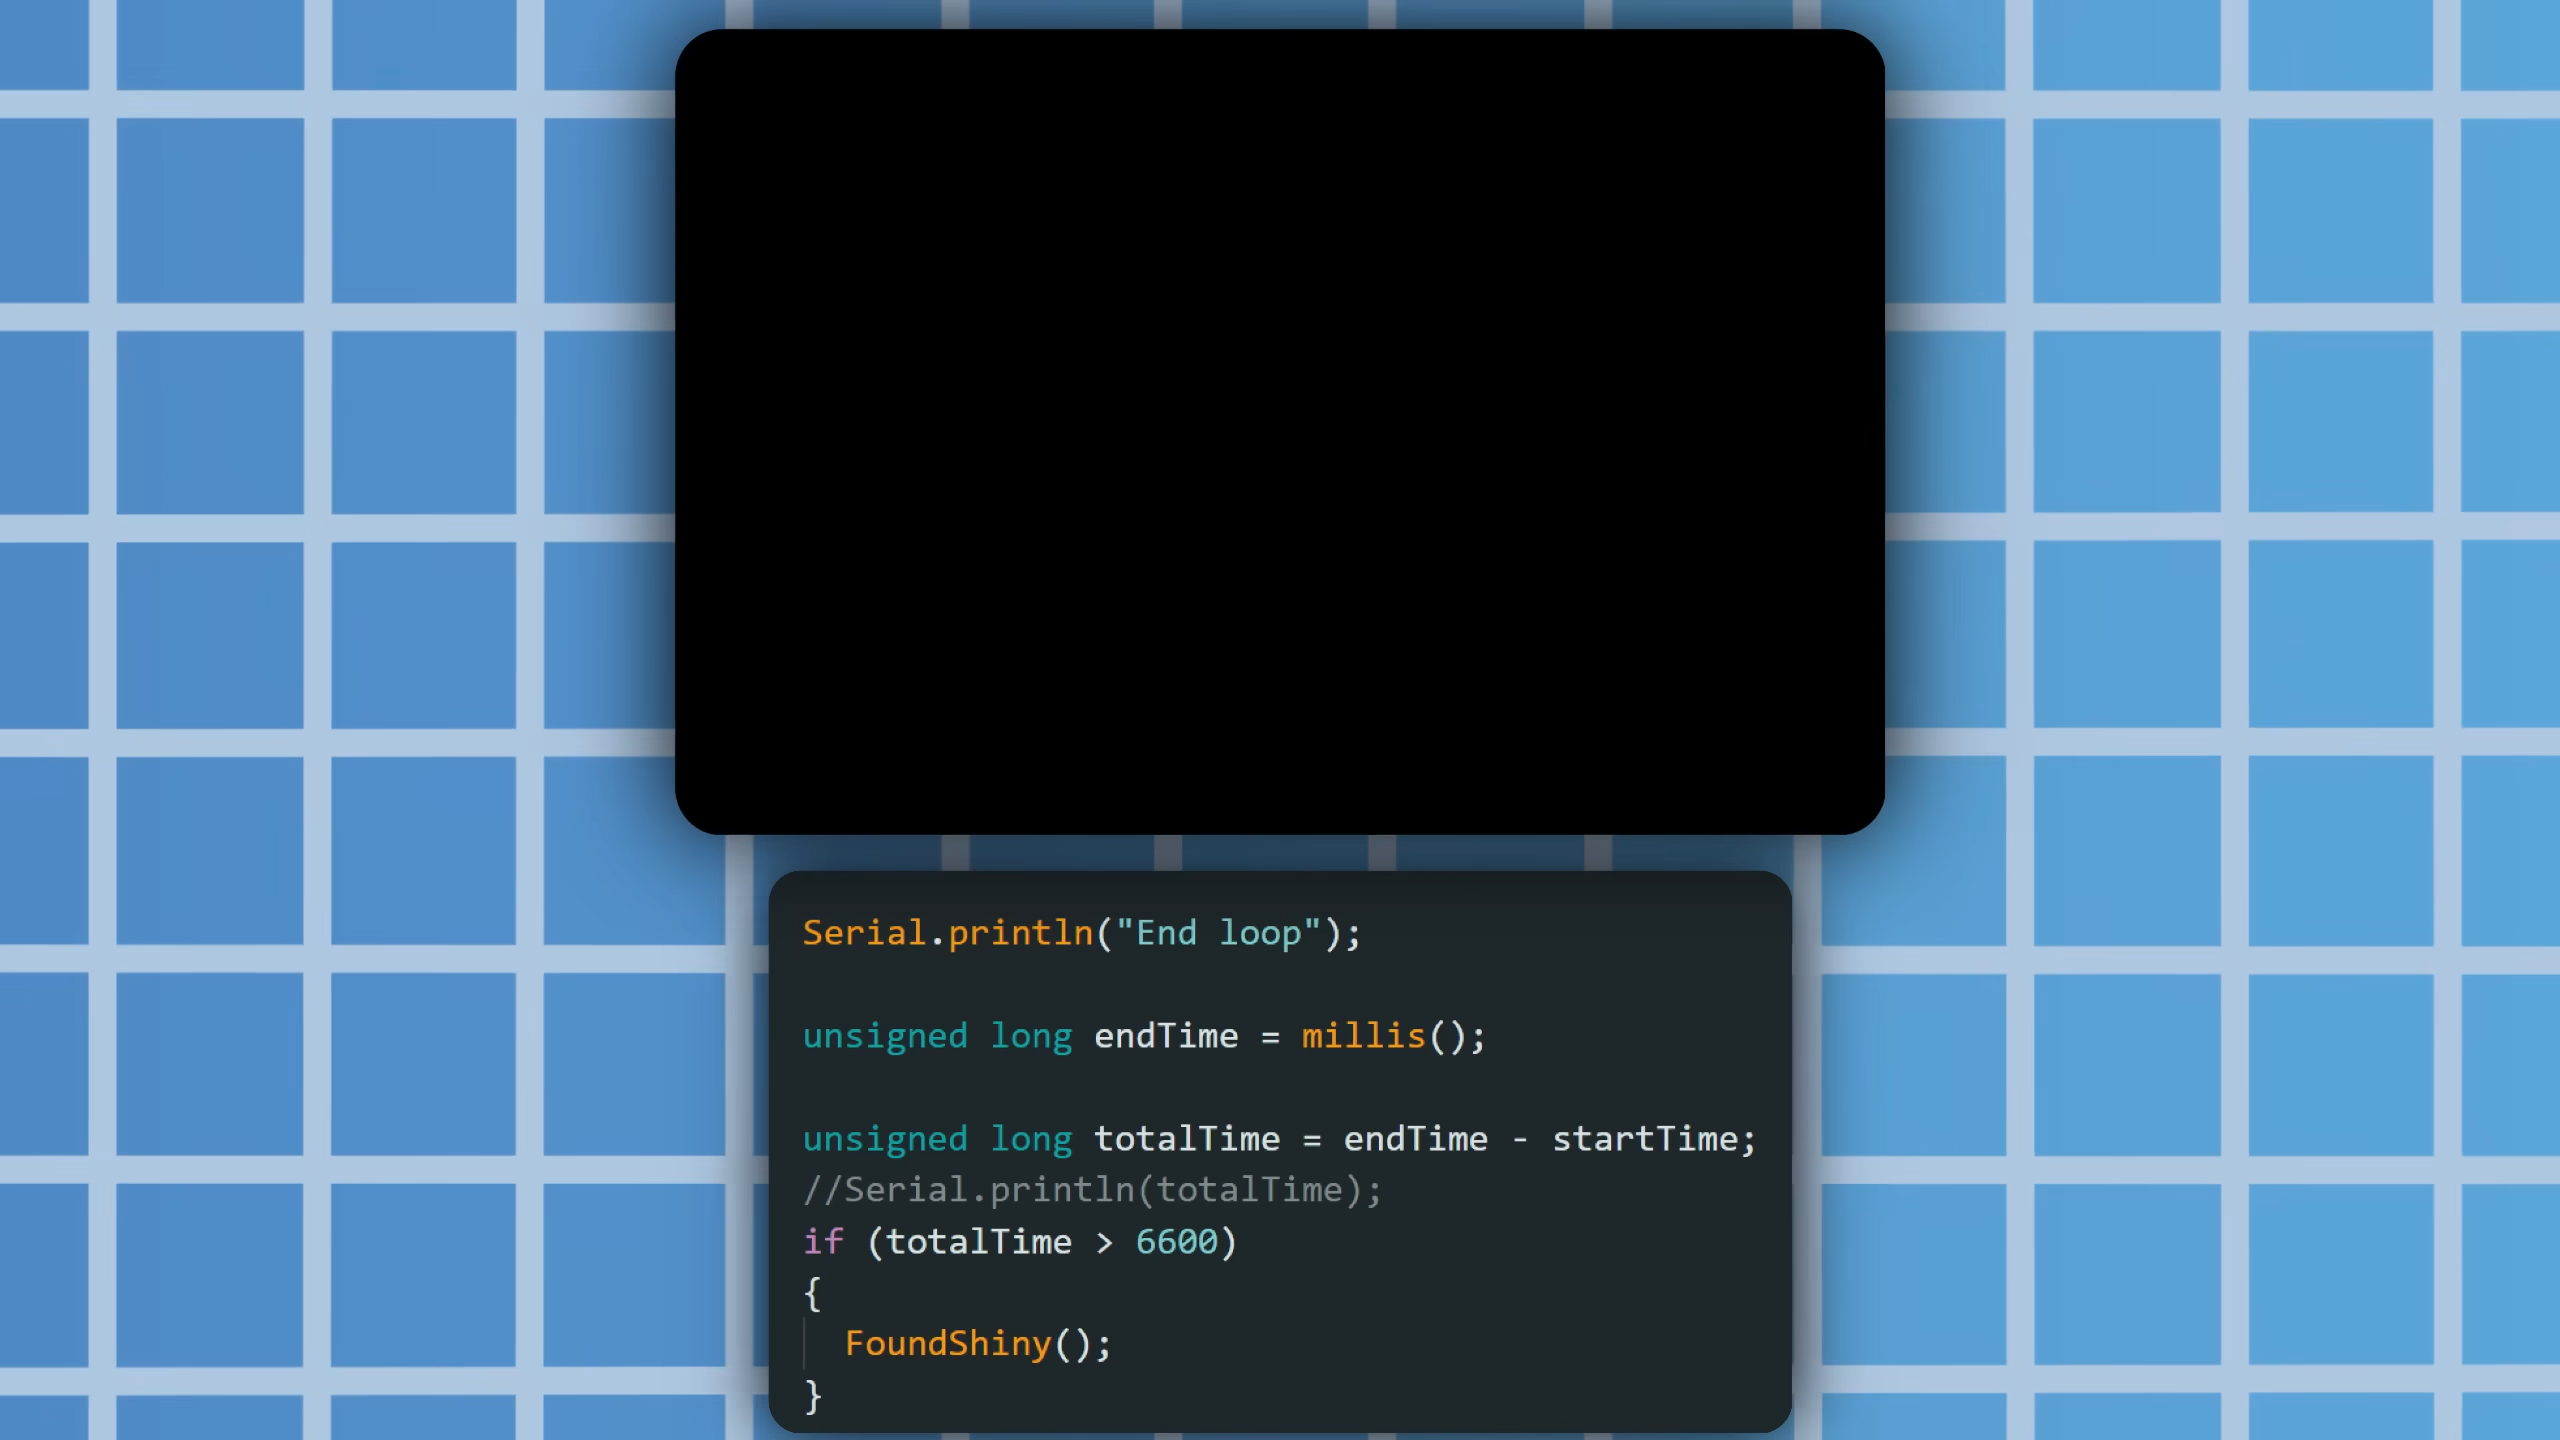 Serial.println("End loop");
unsigned long endTime = millis();
unsigned long totalTime = endTime - startTime;
//Serial.println(totalTime);
if (totalTime > 6600)
{
FoundShiny();
}